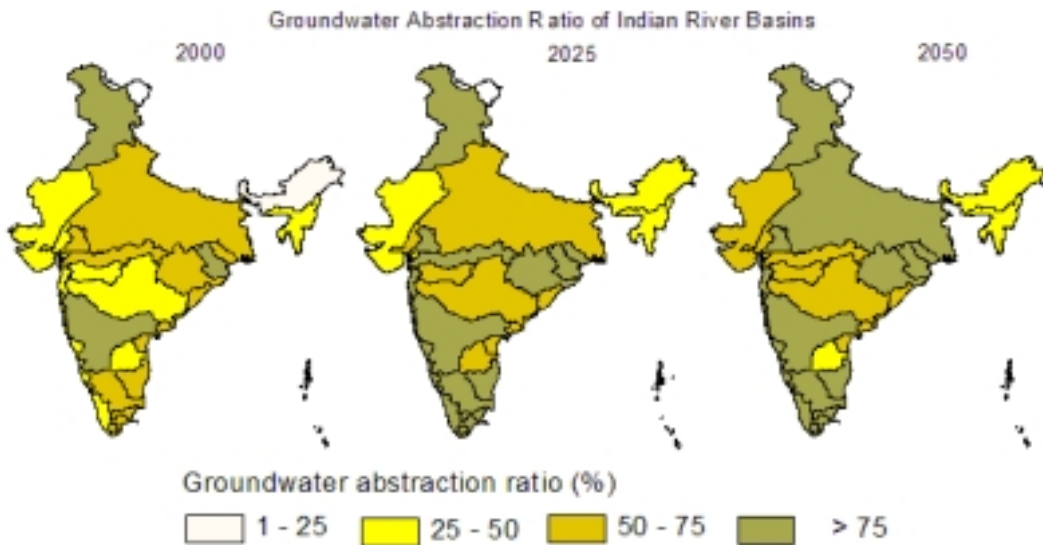 Groundwater Abstraction Ratio of Indian River Basins
2000 2025 2050
Groundwater abstraction ratio (%)
1 - 25 25 - 50 50 - 75 > 75